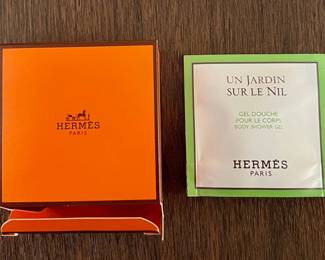 HERMÈS
PARIS
UN JARDIN
SUR LE NIL
GEL DOUCHE
POUR LE CORPS
BODY SHOWER GEL
HERMÈS
PARIS